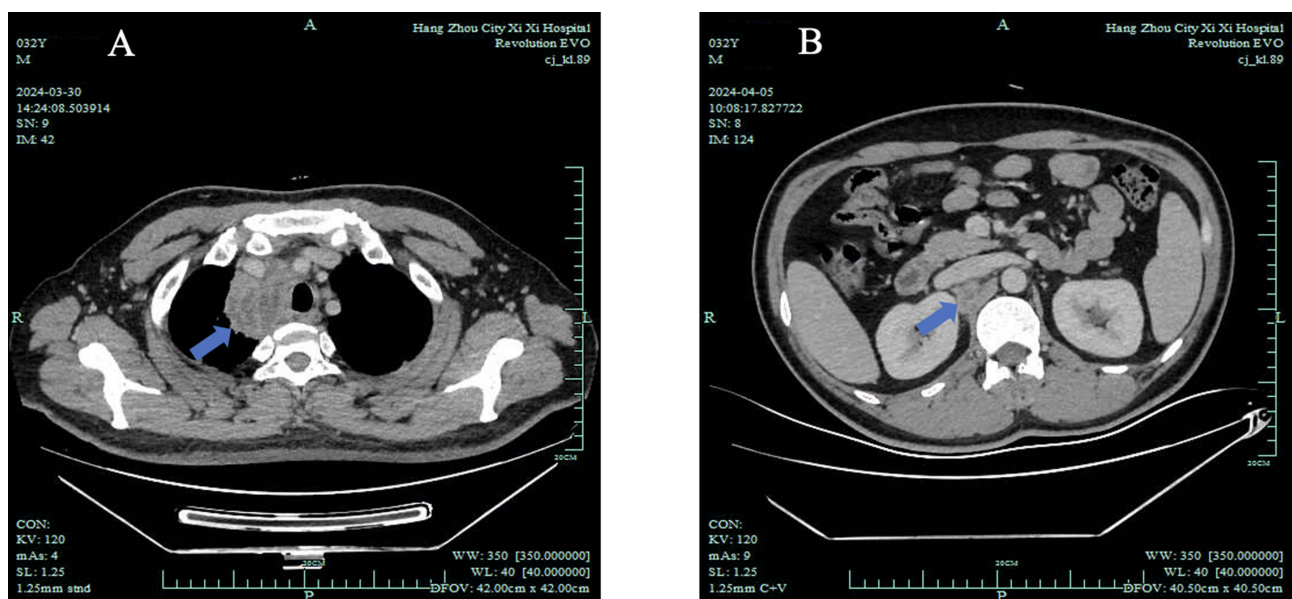 A
A
Hang Zhou City Xi Xi Hospital
Revolution EVO
cj_kl.89
032Y
M
2024-03-30
14:24:08.503914
SN: 9
IM: 42
R
L
20CM
CON:
KV: 120
mAs: 4
SL: 1.25
1.25mm stnd
20CM
P
WW: 350 [350.000000]
WL: 40 [40.000000]
DFOV: 42.00cm x 42.00cm
B
A
Hang Zhou City Xi Xi Hospital
Revolution EVO
cj_kl.89
032Y
M
2024-04-05
10:08:17.827722
SN: 8
IM: 124
R
L
20CM
CON:
KV: 120
mAs: 9
SL: 1.25
1.25mm C+V
20CM
P
WW: 350 [350.000000]
WL: 40 [40.000000]
DFOV: 40.50cm x 40.50cm